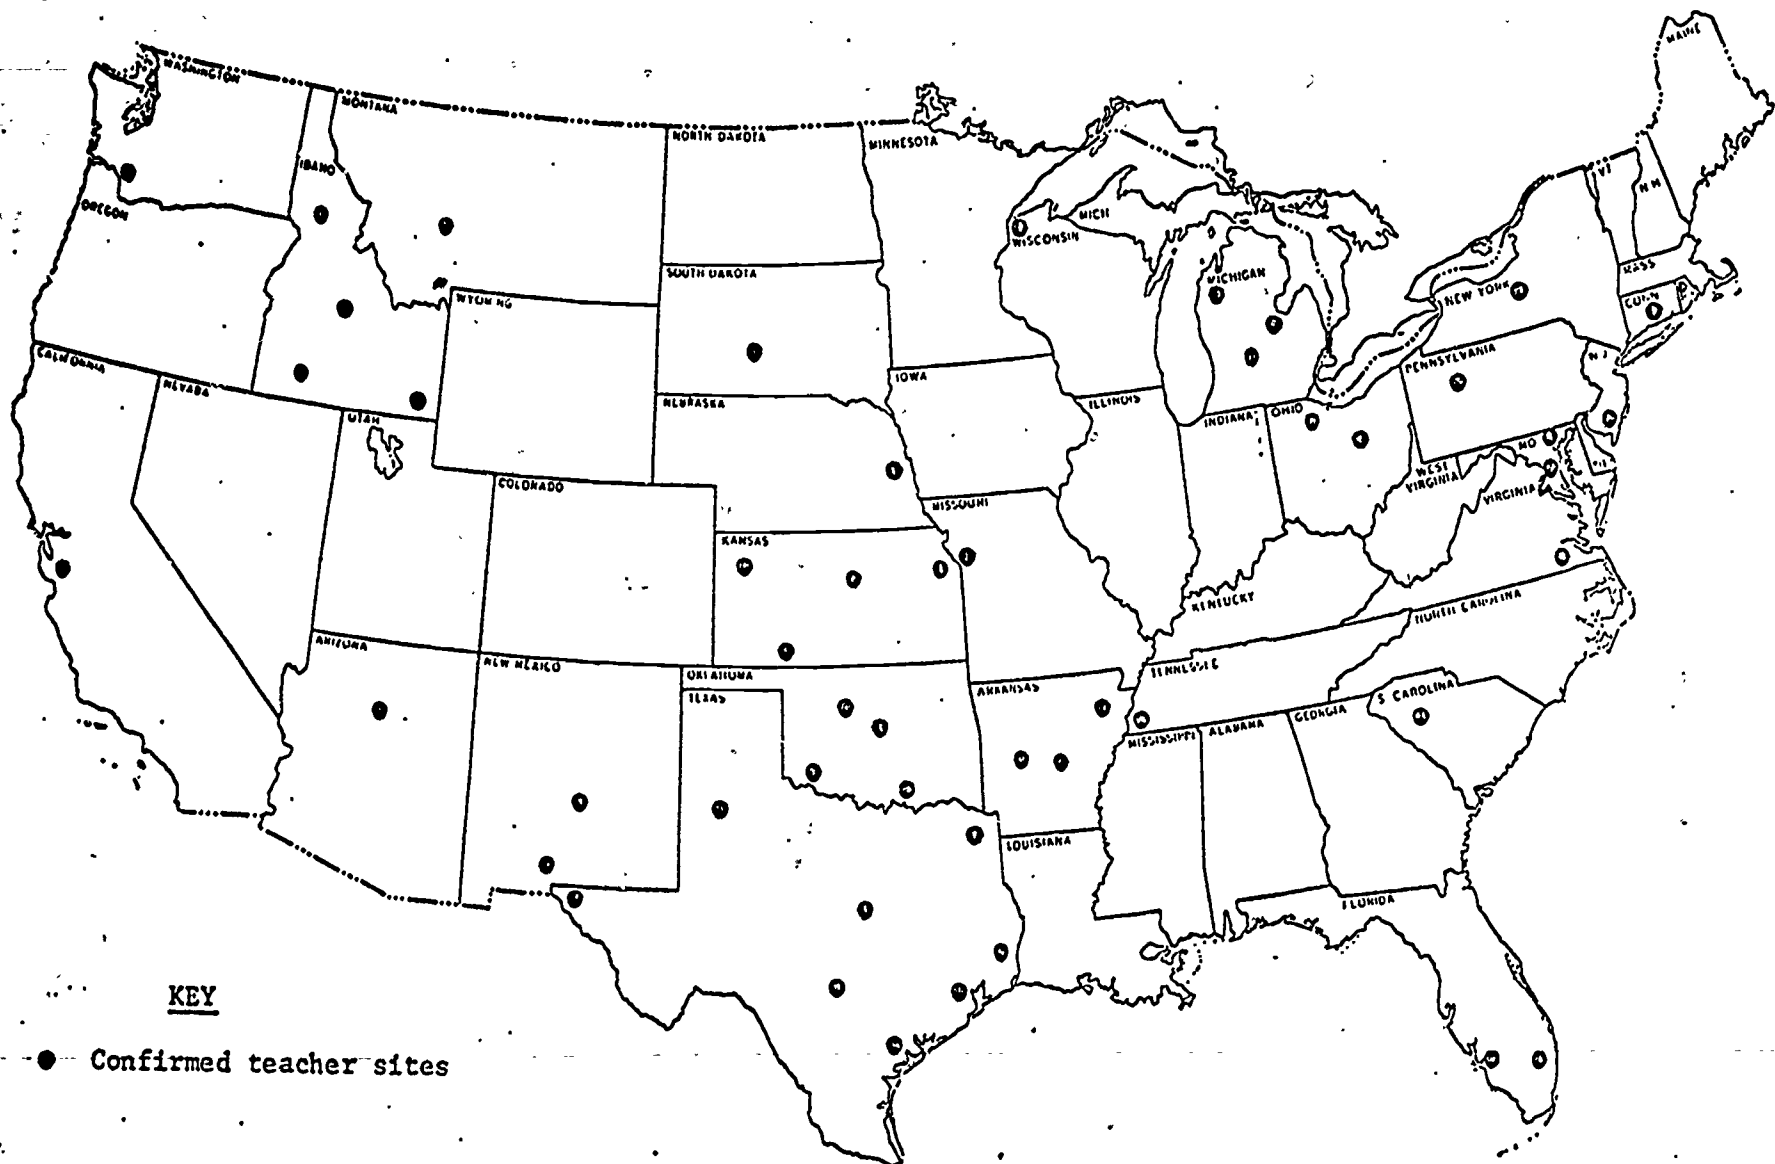 MAINE
WASHINGTON
MONTANA
NORTH DAKOTA
MINNESOTA
IDAHO
VT
N H
OREGON
MICH
WISCONSIN
MASS
SOUTH DAKOTA
MICHIGAN
WYOMING
NEW YORK
CONN
CALIFORNIA
NEVADA
IOWA
PENNSYLVANIA
N J
NEBRASKA
ILLINOIS
UTAH
INDIANA
OHIO
MD
WEST
VIRGINIA
COLORADO
VIRGINIA
MISSOURI
KANSAS
KENTUCKY
NORTH CAROLINA
ARIZONA
NEW MEXICO
OKLAHOMA
TENNESSEE
TEXAS
ARKANSAS
S CAROLINA
GEORGIA
MISSISSIPPI
ALABAMA
LOUISIANA
FLORIDA
KEY
Confirmed teacher sites